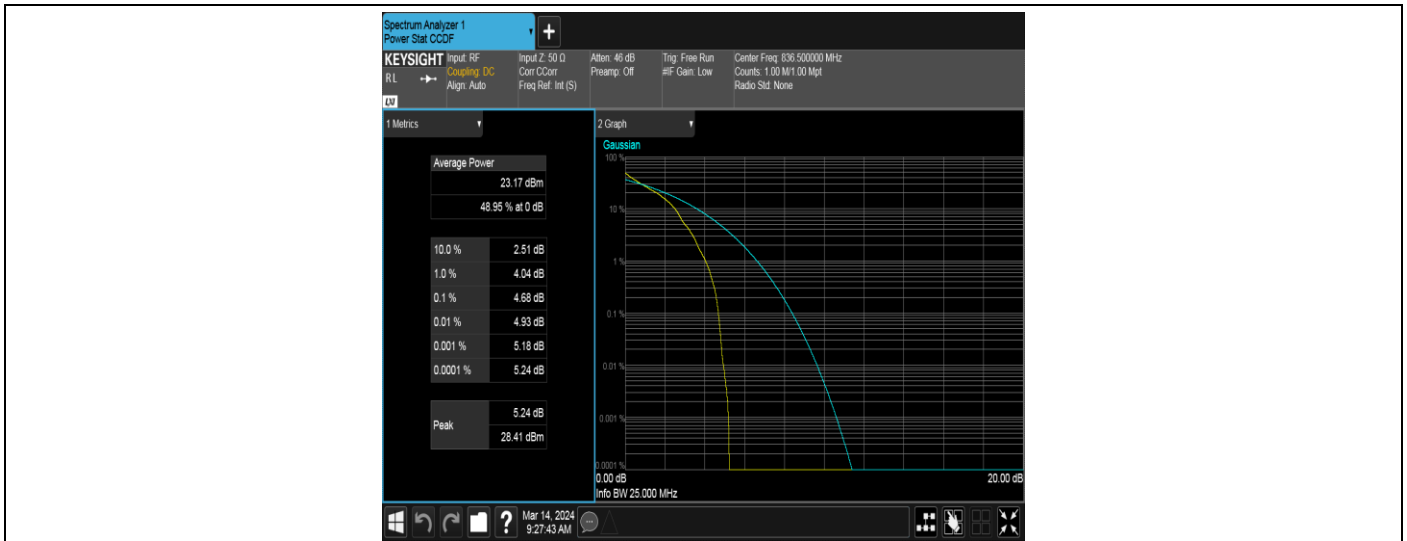 Spectrum Analyzer 1
Power Stat CCDF
+
KEYSIGHT
R L
LXI
Input: RF
Coupling: DC
Align: Auto
Input Z: 50 Ω
Corr CCorr
Freq Ref: Int (S)
Atten: 46 dB
Preamp: Off
Trig: Free Run
#IF Gain: Low
Center Freq: 836.500000 MHz
Counts: 1.00 M/1.00 Mpt
Radio Std: None
1 Metrics
Average Power
23.17 dBm
48.95 % at 0 dB
10.0 % 2.51 dB
1.0 % 4.04 dB
0.1 % 4.68 dB
0.01 % 4.93 dB
0.001 % 5.18 dB
0.0001 % 5.24 dB
Peak
5.24 dB
28.41 dBm
2 Graph
Gaussian
100 %
10 %
1 %
0.1 %
0.01 %
0.001 %
0.0001 %
0.00 dB 20.00 dB
Info BW 25.000 MHz
?
Mar 14, 2024
9:27:43 AM